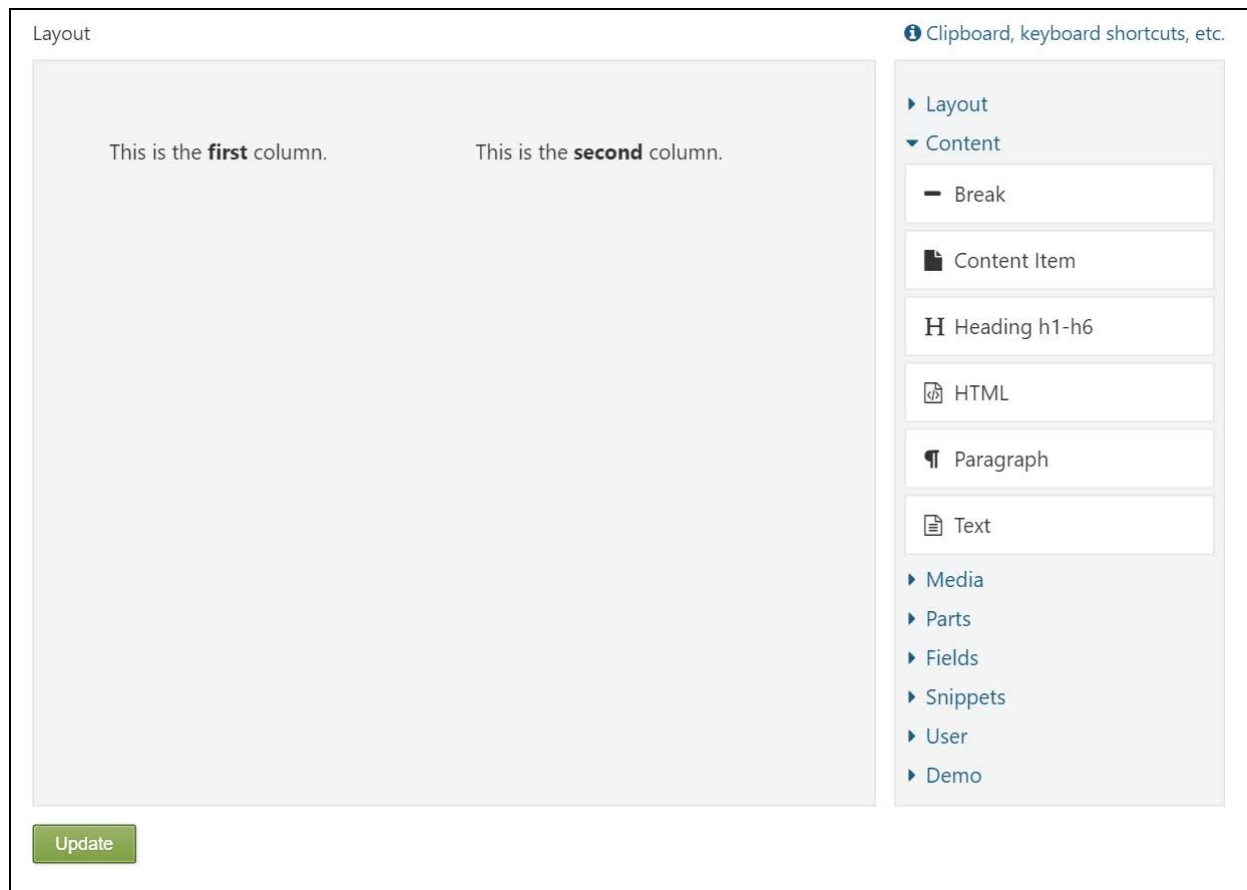 Layout
Clipboard, keyboard shortcuts, etc.
This is the first column.
This is the second column.
Layout
Content
Break
Content Item
H Heading h1-h6
HTML
Paragraph
Text
Media
Parts
Fields
Snippets
User
Demo
Update